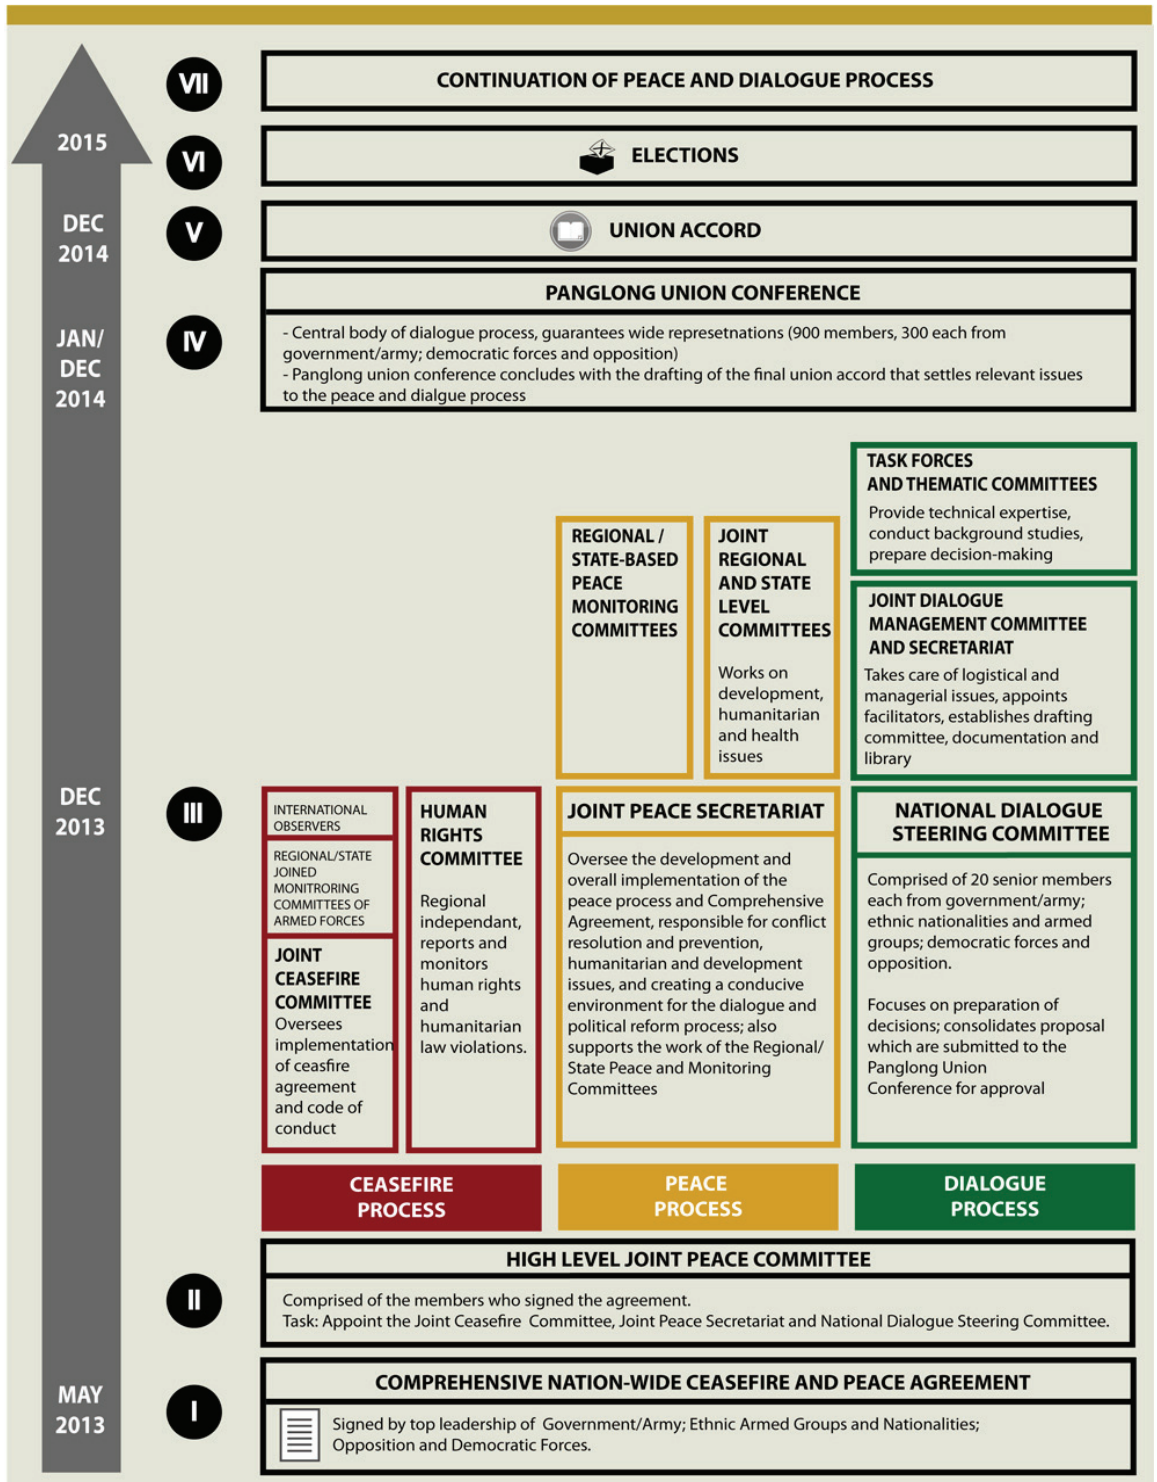 VII
CONTINUATION OF PEACE AND DIALOGUE PROCESS
2015
VI
ELECTIONS
DEC
2014
V
UNION ACCORD
JAN/
DEC
2014
IV
PANGLONG UNION CONFERENCE
- Central body of dialogue process, guarantees wide represetnations (900 members, 300 each from
government/army; democratic forces and opposition)
- Panglong union conference concludes with the drafting of the final union accord that settles relevant issues
to the peace and dialgue process
TASK FORCES
AND THEMATIC COMMITTEES
Provide technical expertise,
conduct background studies,
prepare decision-making
REGIONAL /
STATE-BASED
PEACE
MONITORING
COMMITTEES
JOINT
REGIONAL
AND STATE
LEVEL
COMMITTEES
Works on
development,
humanitarian
and health
issues
JOINT DIALOGUE
MANAGEMENT COMMITTEE
AND SECRETARIAT
Takes care of logistical and
managerial issues, appoints
facilitators, establishes drafting
committee, documentation and
library
DEC
2013
III
INTERNATIONAL
OBSERVERS
REGIONAL/STATE
JOINED
MONITRORING
COMMITTEES OF
ARMED FORCES
JOINT
CEASEFIRE
COMMITTEE
Oversees
implementation
of ceasfire
agreement
and code of
conduct
HUMAN
RIGHTS
COMMITTEE
Regional
independant,
reports and
monitors
human rights
and
humanitarian
law violations.
JOINT PEACE SECRETARIAT
Oversee the development and
overall implementation of the
peace process and Comprehensive
Agreement, responsible for conflict
resolution and prevention,
humanitarian and development
issues, and creating a conducive
environment for the dialogue and
political reform process; also
supports the work of the Regional/
State Peace and Monitoring
Committees
NATIONAL DIALOGUE
STEERING COMMITTEE
Comprised of 20 senior members
each from government/army;
ethnic nationalities and armed
groups; democratic forces and
opposition.
Focuses on preparation of
decisions; consolidates proposal
which are submitted to the
Panglong Union
Conference for approval
CEASEFIRE
PROCESS
PEACE
PROCESS
DIALOGUE
PROCESS
II
HIGH LEVEL JOINT PEACE COMMITTEE
Comprised of the members who signed the agreement.
Task: Appoint the Joint Ceasefire Committee, Joint Peace Secretariat and National Dialogue Steering Committee.
MAY
2013
I
COMPREHENSIVE NATION-WIDE CEASEFIRE AND PEACE AGREEMENT
Signed by top leadership of Government/Army; Ethnic Armed Groups and Nationalities;
Opposition and Democratic Forces.